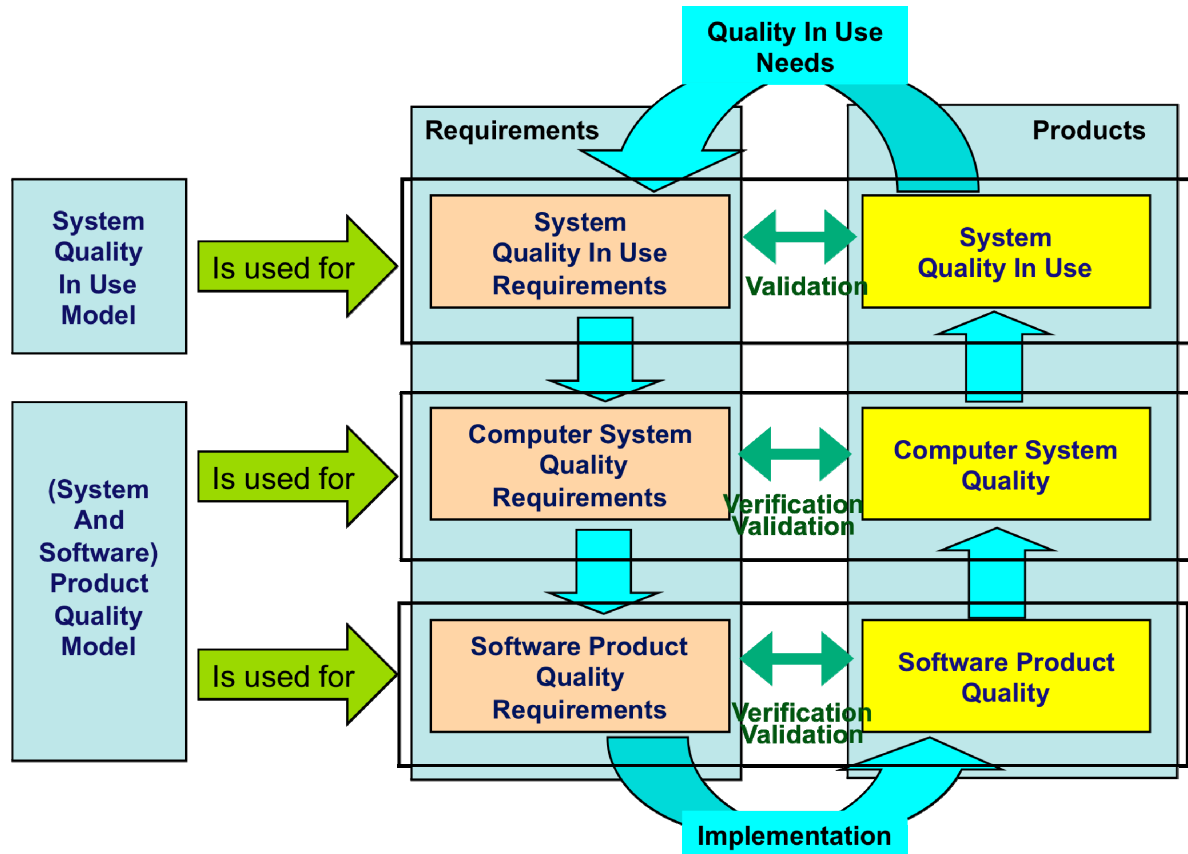 Quality In Use
Needs
Requirements
Products
System
Quality
In Use
Model
Is used for
System
Quality In Use
Requirements
Validation
System
Quality In Use
(System
And
Software)
Product
Quality
Model
Is used for
Computer System
Quality
Requirements
Verification
Validation
Computer System
Quality
Is used for
Software Product
Quality
Requirements
Verification
Validation
Software Product
Quality
Implementation